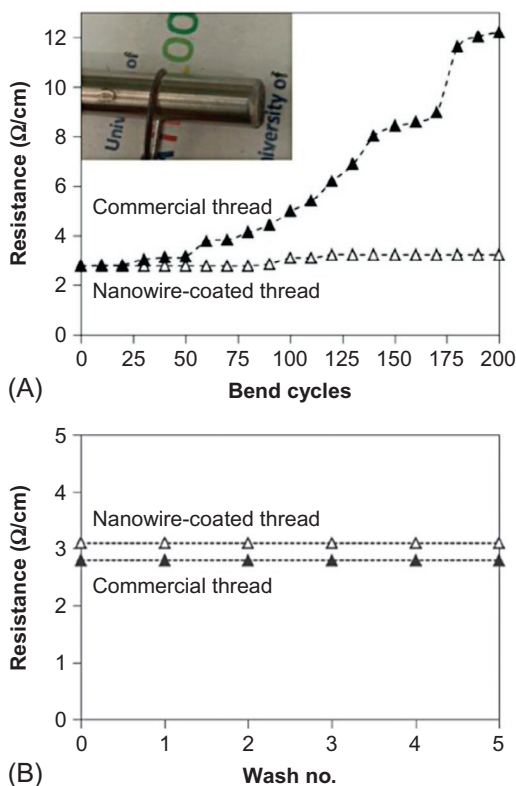 12
10
8
6
4
2
0
Resistance (Ω/cm)
University of
Commercial thread
Nanowire-coated thread
0 25 50 75 100 125 150 175 200
(A)
Bend cycles
5
4
3
2
1
0
Resistance (Ω/cm)
Nanowire-coated thread
Commercial thread
0 1 2 3 4 5
(B)
Wash no.